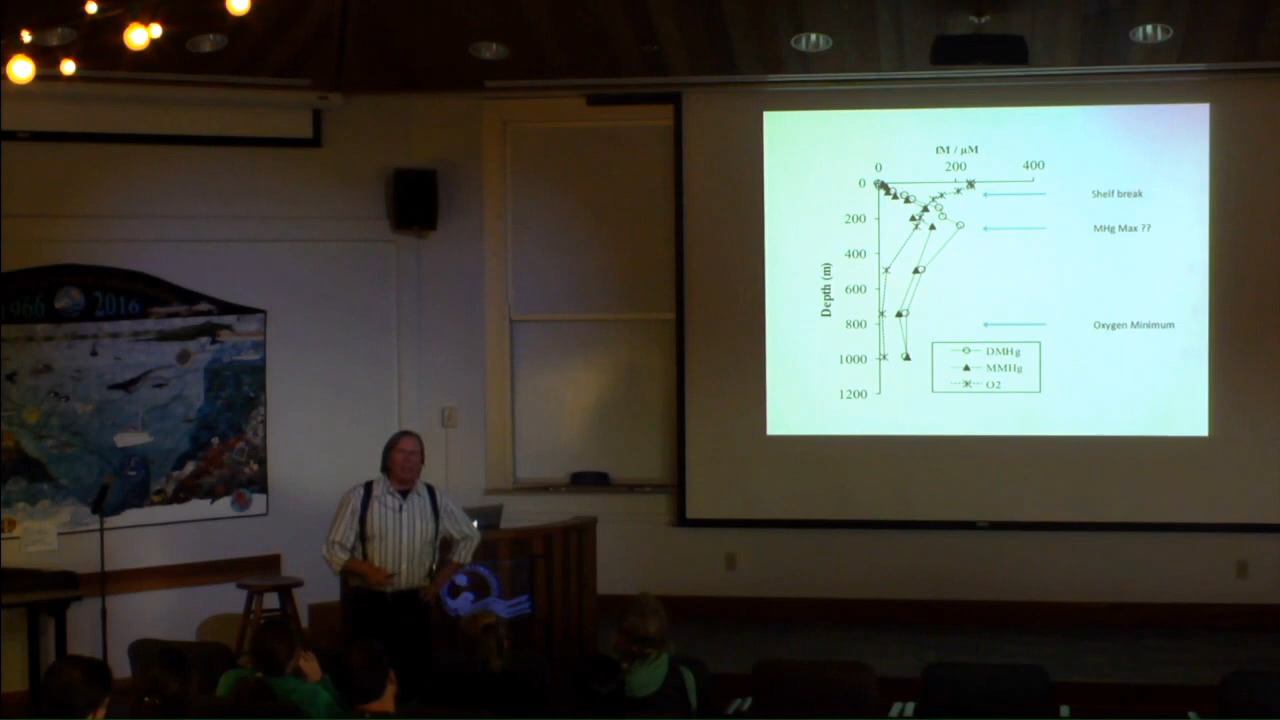 1966 2016
fM / µM
0 200 400
0
200
400
600
800
1000
1200
Depth (m)
Shelf break
MHg Max ??
Oxygen Minimum
DMHg
MMHg
O2